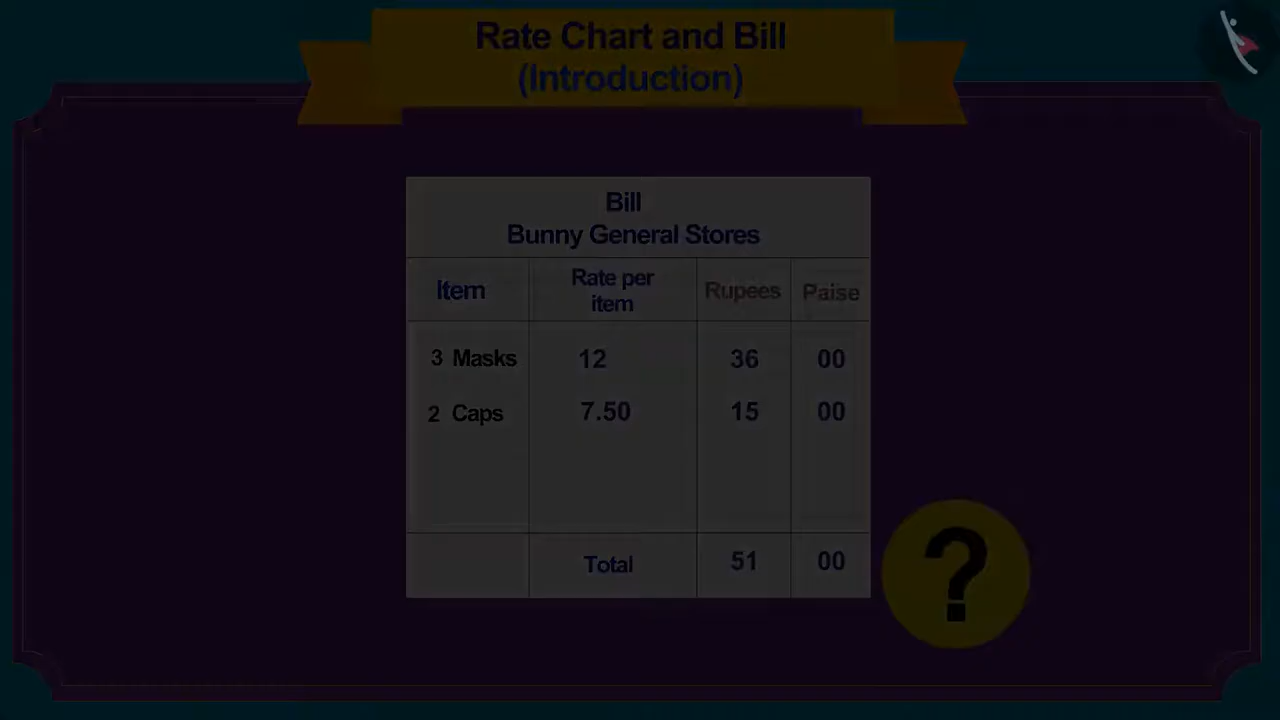 Rate Chart and Bill
(Introduction)
Bill
Bunny General Stores
Item Rate per item Rupees Paise
3 Masks 12 36 00
2 Caps 7.50 15 00
Total 51 00
?